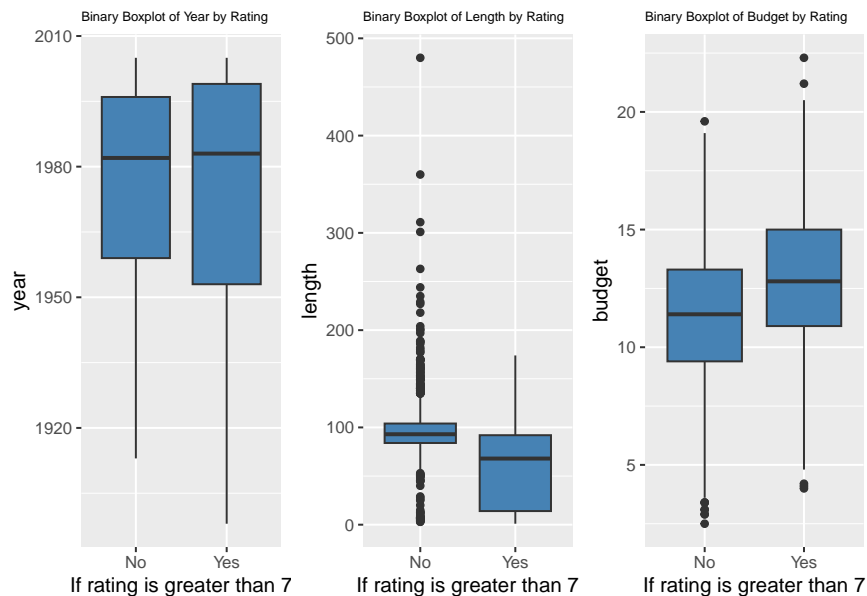 Binary Boxplot of Year by Rating
2010
1980
1950
1920
year
No
Yes
If rating is greater than 7
Binary Boxplot of Length by Rating
500
400
300
200
100
0
length
No
Yes
If rating is greater than 7
Binary Boxplot of Budget by Rating
20
15
10
5
budget
No
Yes
If rating is greater than 7